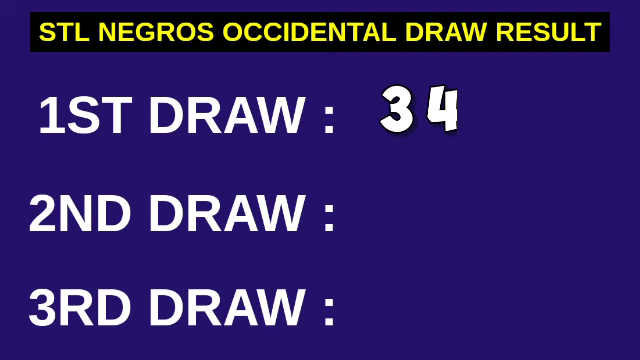 STL NEGROS OCCIDENTAL DRAW RESULT
1ST DRAW : 3 4
2ND DRAW :
3RD DRAW :